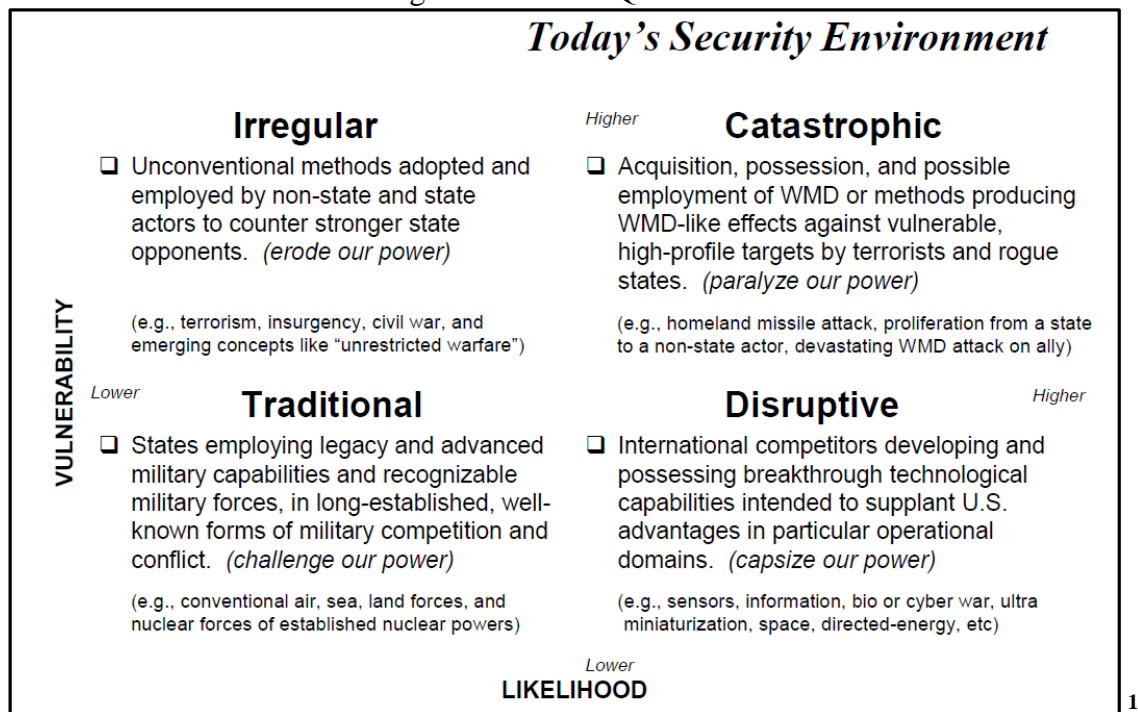 Today's Security Environment
Irregular
❑ Unconventional methods adopted and
employed by non-state and state
actors to counter stronger state
opponents. (erode our power)
(e.g., terrorism, insurgency, civil war, and
emerging concepts like “unrestricted warfare”)
Higher
Catastrophic
❑ Acquisition, possession, and possible
employment of WMD or methods producing
WMD-like effects against vulnerable,
high-profile targets by terrorists and rogue
states. (paralyze our power)
(e.g., homeland missile attack, proliferation from a state
to a non-state actor, devastating WMD attack on ally)
VULNERABILITY
Lower
Traditional
❑ States employing legacy and advanced
military capabilities and recognizable
military forces, in long-established, well-
known forms of military competition and
conflict. (challenge our power)
(e.g., conventional air, sea, land forces, and
nuclear forces of established nuclear powers)
Disruptive
Higher
❑ International competitors developing and
possessing breakthrough technological
capabilities intended to supplant U.S.
advantages in particular operational
domains. (capsize our power)
(e.g., sensors, information, bio or cyber war, ultra
miniaturization, space, directed-energy, etc)
Lower
LIKELIHOOD
1